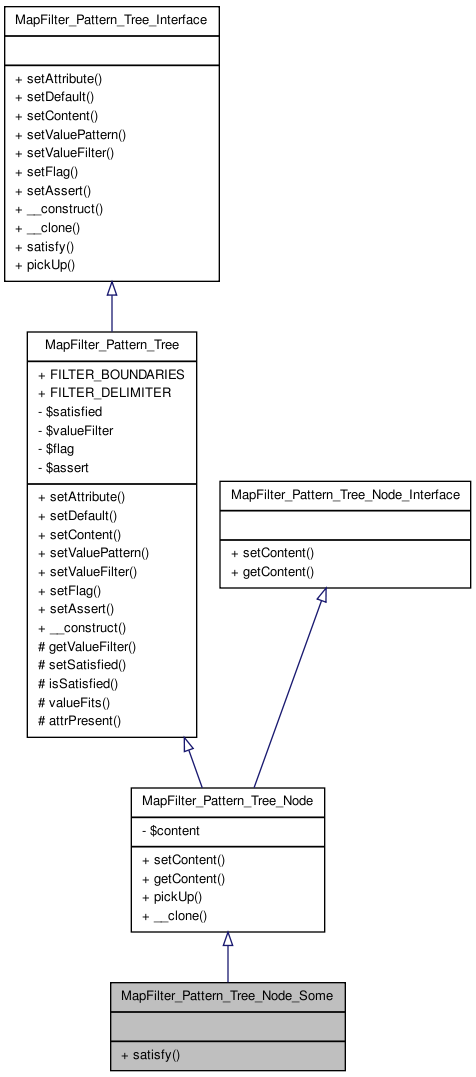 MapFilter_Pattern_Tree_Interface
+ setAttribute()
+ setDefault()
+ setContent()
+ setValuePattern()
+ setValueFilter()
+ setFlag()
+ setAssert()
+ __construct()
+ __clone()
+ satisfy()
+ pickUp()
MapFilter_Pattern_Tree
+ FILTER_BOUNDARIES
+ FILTER_DELIMITER
- $satisfied
- $valueFilter
- $flag
- $assert
+ setAttribute()
+ setDefault()
+ setContent()
+ setValuePattern()
+ setValueFilter()
+ setFlag()
+ setAssert()
+ __construct()
# getValueFilter()
# setSatisfied()
# isSatisfied()
# valueFits()
# attrPresent()
MapFilter_Pattern_Tree_Node_Interface
+ setContent()
+ getContent()
MapFilter_Pattern_Tree_Node
- $content
+ setContent()
+ getContent()
+ pickUp()
+ __clone()
MapFilter_Pattern_Tree_Node_Some
+ satisfy()